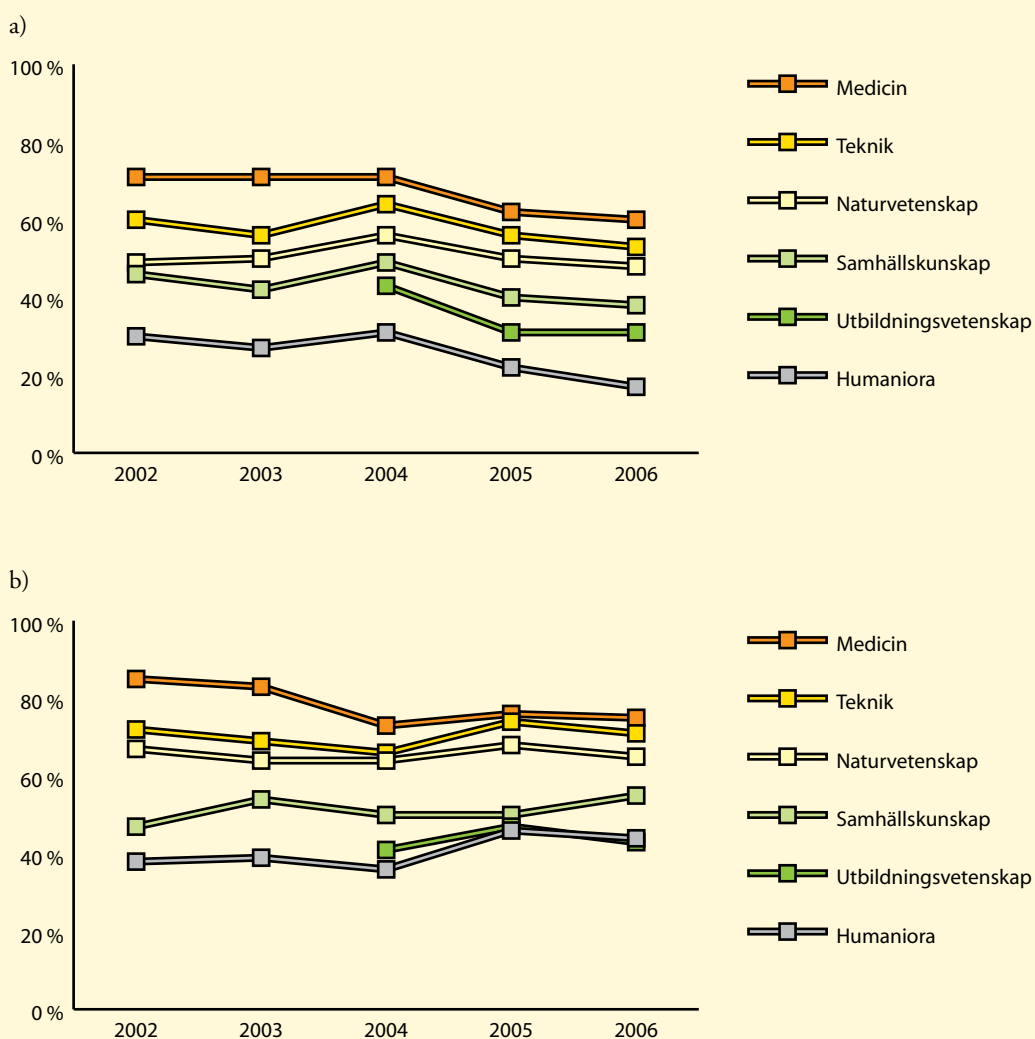 a)
100 %
80 %
60 %
40 %
20 %
0 %
2002 2003 2004 2005 2006
Medicin
Teknik
Naturvetenskap
Samhällskunskap
Utbildningsvetenskap
Humaniora
b)
100 %
80 %
60 %
40 %
20 %
0 %
2002 2003 2004 2005 2006
Medicin
Teknik
Naturvetenskap
Samhällskunskap
Utbildningsvetenskap
Humaniora